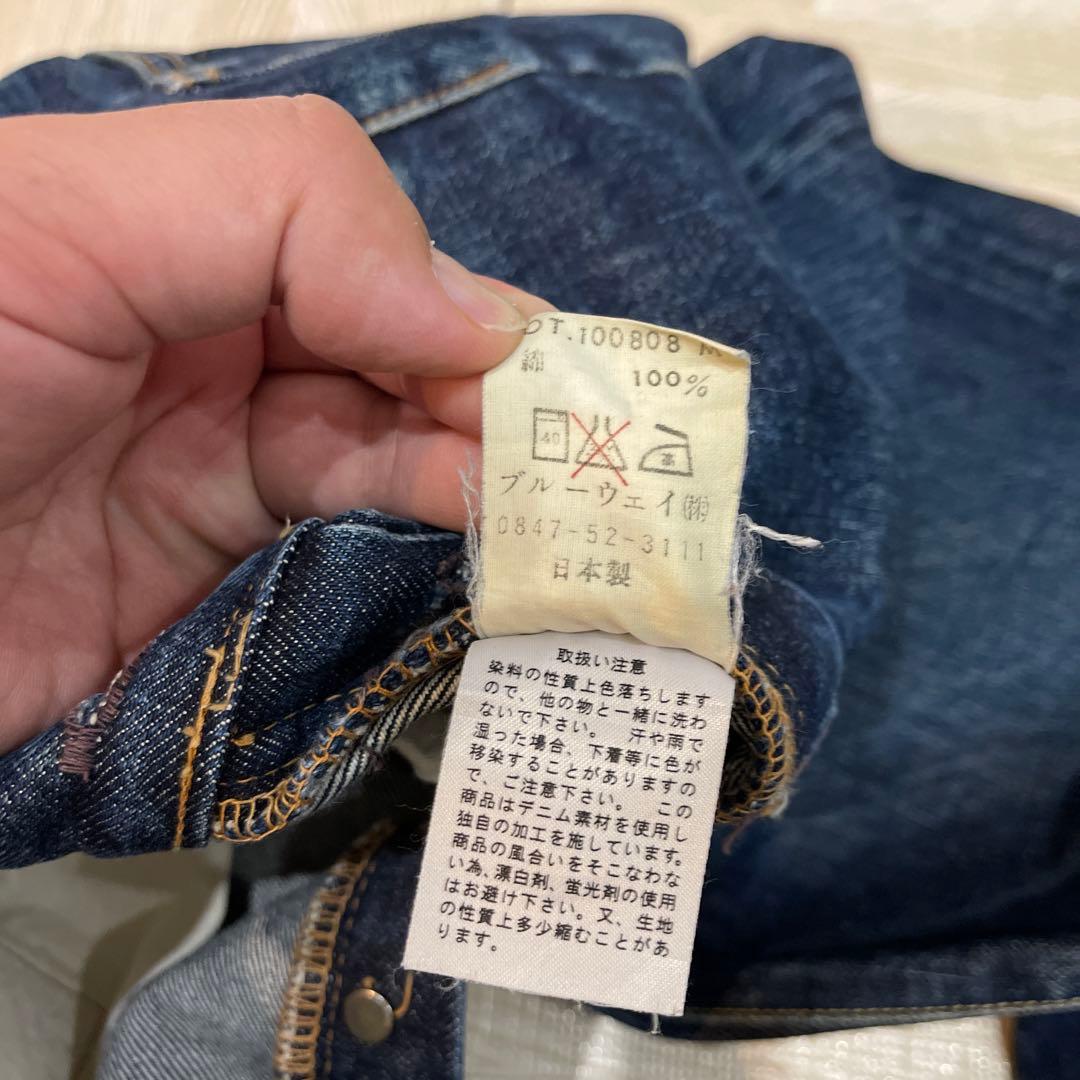 OT.100808 M
綿 100%
40
ブルーウェイ㈱
0847-52-3111
日本製
取扱い注意
染料の性質上色落ちします
ので、他の物と一緒に洗わ
ないで下さい。 汗や雨で
湿った場合、下着等に色が
移染することがありますの
で、ご注意下さい。 この
商品はデニム素材を使用し
独自の加工を施しています。
商品の風合いをそこなわな
い為、漂白剤、蛍光剤の使用
はお避け下さい。又、生地
の性質上多少縮むことがあ
ります。